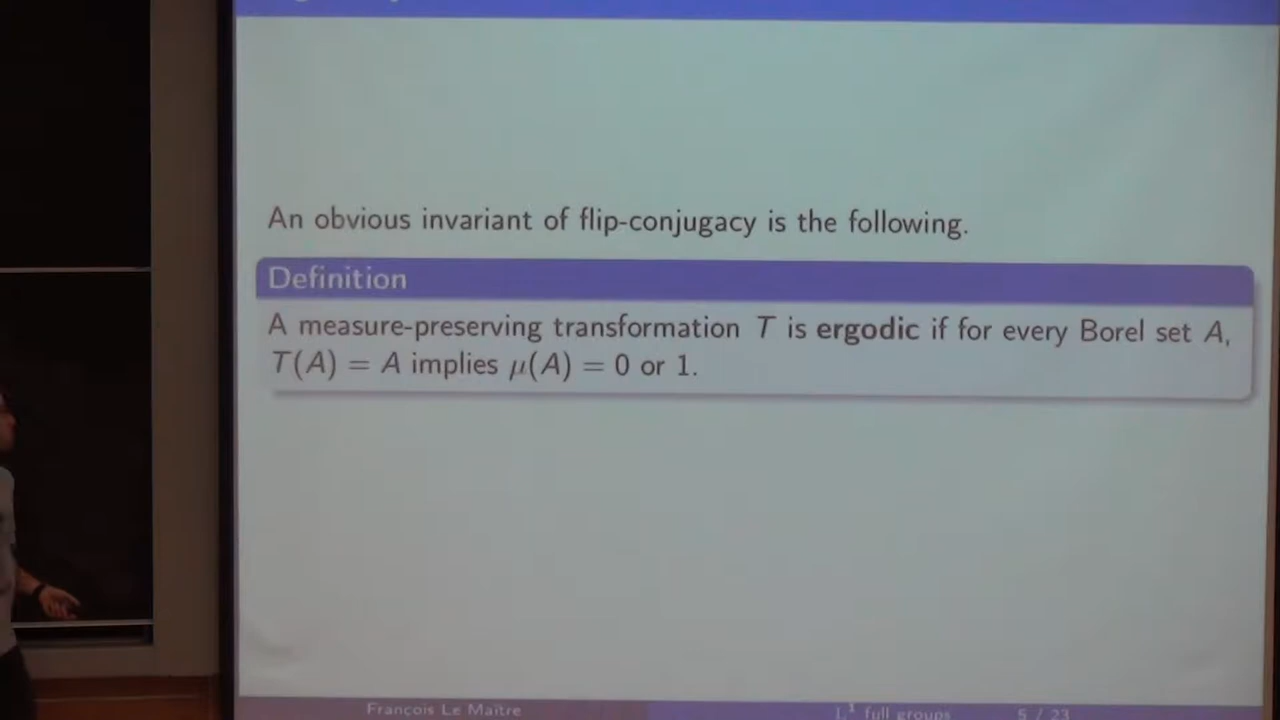 An obvious invariant of flip-conjugacy is the following.
Definition
A measure-preserving transformation T is ergodic if for every Borel set A,
T(A) = A implies μ(A) = 0 or 1.
François Le Maître L¹ full groups 5 / 23